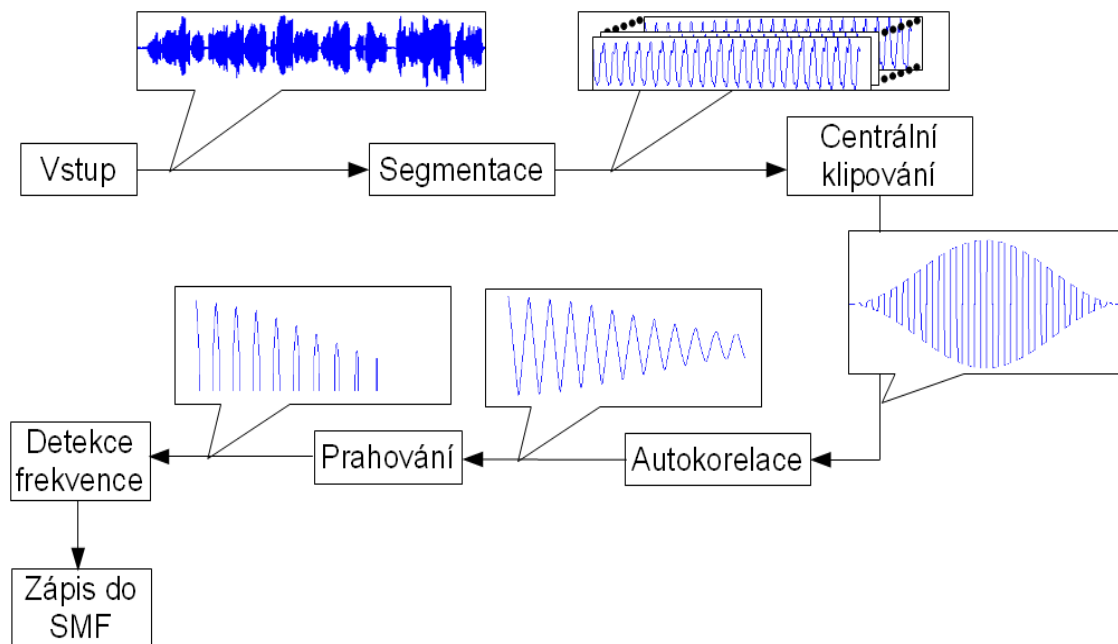 Vstup
Segmentace
Centrální
klipování
Autokorelace
Prahování
Detekce
frekvence
Zápis do
SMF